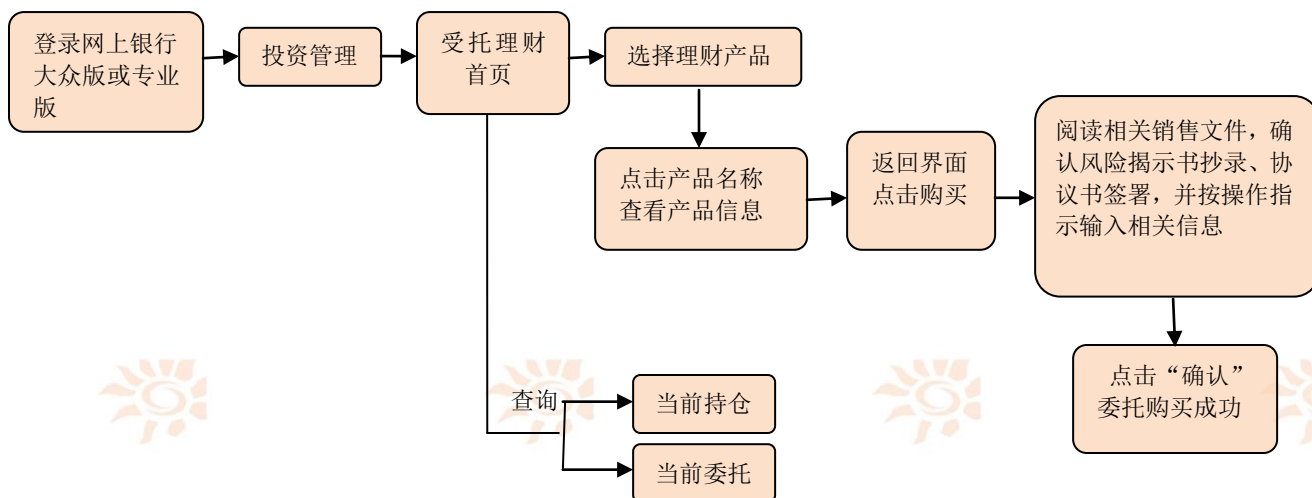 登录网上银行
大众版或专业
版
投资管理
受托理财
首页
选择理财产品
点击产品名称
查看产品信息
返回界面
点击购买
阅读相关销售文件，确
认风险揭示书抄录、协
议书签署，并按操作指
示输入相关信息
点击“确认”
委托购买成功
查询
当前持仓
当前委托